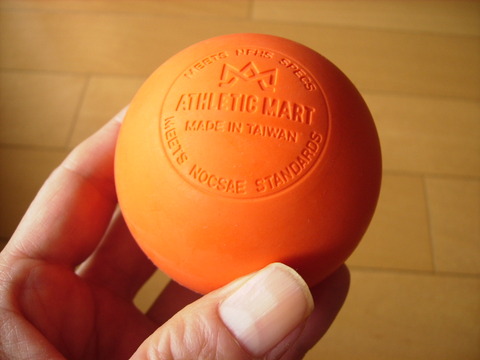 MEETS NFHS SPECS
ATHLETIC MART
MADE IN TAIWAN
MEETS NOCSAE STANDARDS